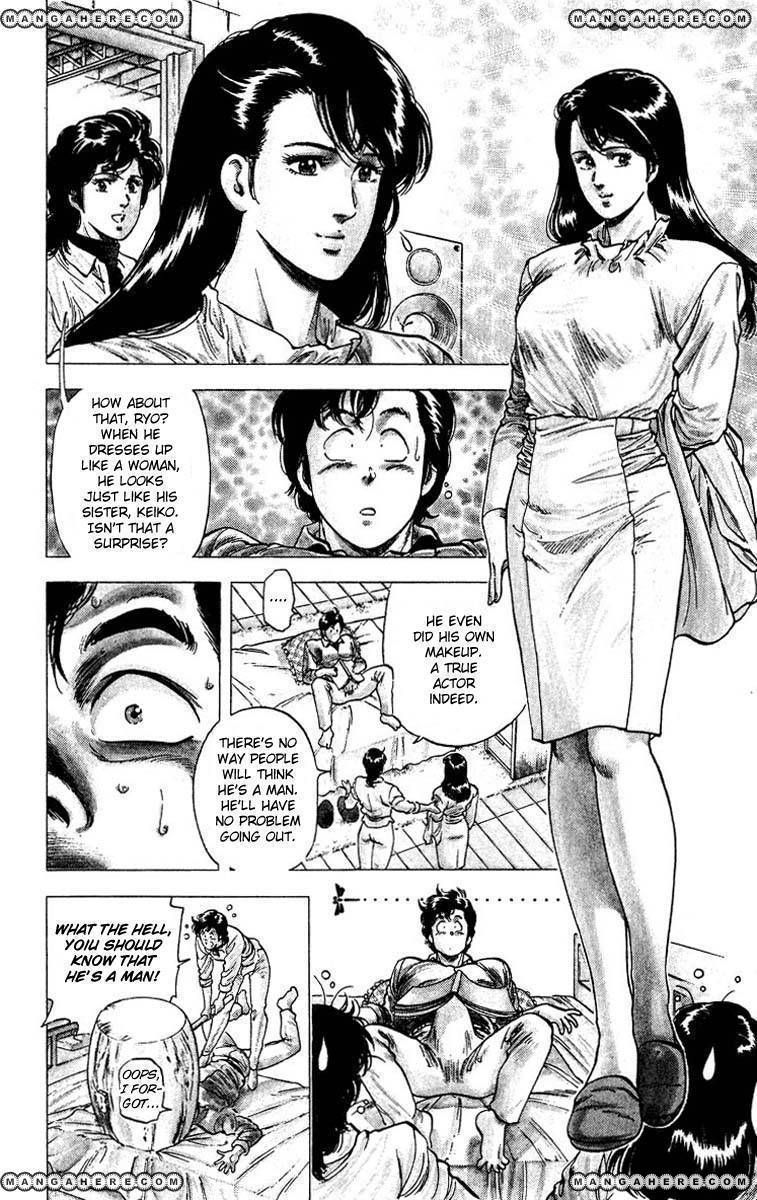 MANGAHERE.COM
MANGAHERE.COM
HOW ABOUT
THAT, RYO?
WHEN HE
DRESSES UP
LIKE A WOMAN,
HE LOOKS
JUST LIKE HIS
SISTER, KEIKO.
ISN'T THAT A
SURPRISE?
....
HE EVEN
DID HIS OWN
MAKEUP.
A TRUE
ACTOR
INDEED.
THERE'S NO
WAY PEOPLE
WILL THINK
HE'S A MAN.
HE'LL HAVE
NO PROBLEM
GOING OUT.
WHAT THE HELL,
YOIU SHOULD
KNOW THAT
HE'S A MAN!
OOPS,
I FOR-
GOT...
MANGAHERE.COM
MANGAHERE.COM